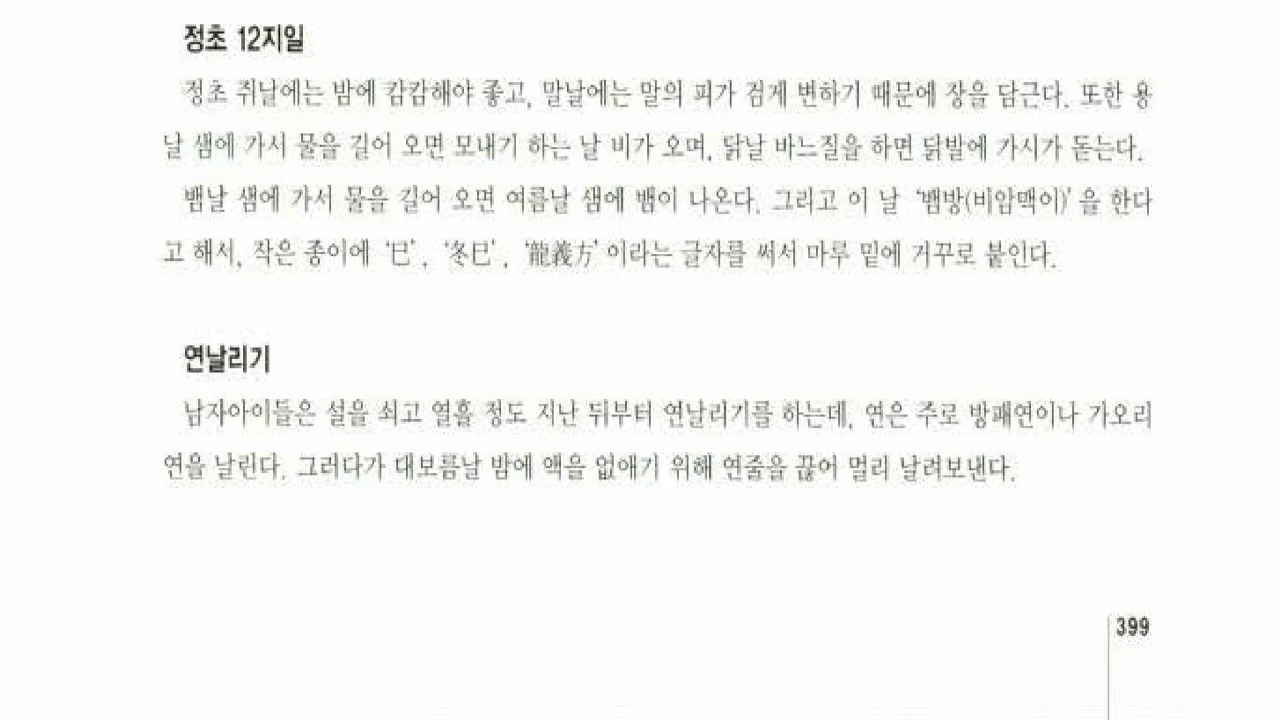 정초 12지일
정초 쥐날에는 밤에 캄캄해야 좋고, 말날에는 말의 피가 검게 변하기 때문에 장을 담근다. 또한 용
날 샘에 가서 물을 길어 오면 모내기 하는 날 비가 오며, 닭날 바느질을 하면 닭발에 가시가 돋는다.
뱀날 샘에 가서 물을 길어 오면 여름날 샘에 뱀이 나온다. 그리고 이 날 ‘뱀방(비암맥이)’을 한다
고 해서, 작은 종이에 ‘巳’, ‘冬巳’, ‘龍義方’이라는 글자를 써서 마루 밑에 거꾸로 붙인다.
연날리기
남자아이들은 설을 쇠고 열흘 정도 지난 뒤부터 연날리기를 하는데, 연은 주로 방패연이나 가오리
연을 날린다. 그러다가 대보름날 밤에 액을 없애기 위해 연줄을 끊어 멀리 날려보낸다.
399